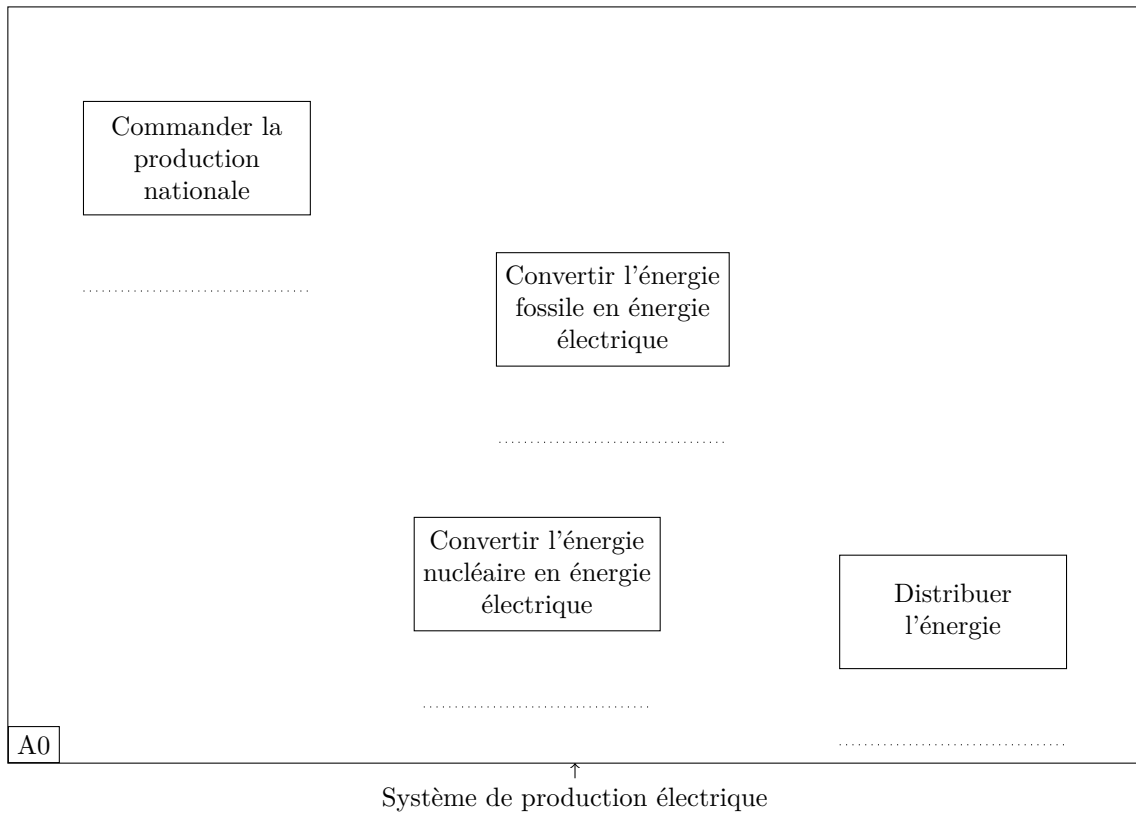 Commander la
production
nationale
Convertir l'énergie
fossile en énergie
électrique
Convertir l'énergie
nucléaire en énergie
électrique
Distribuer
l'énergie
A0
Système de production électrique